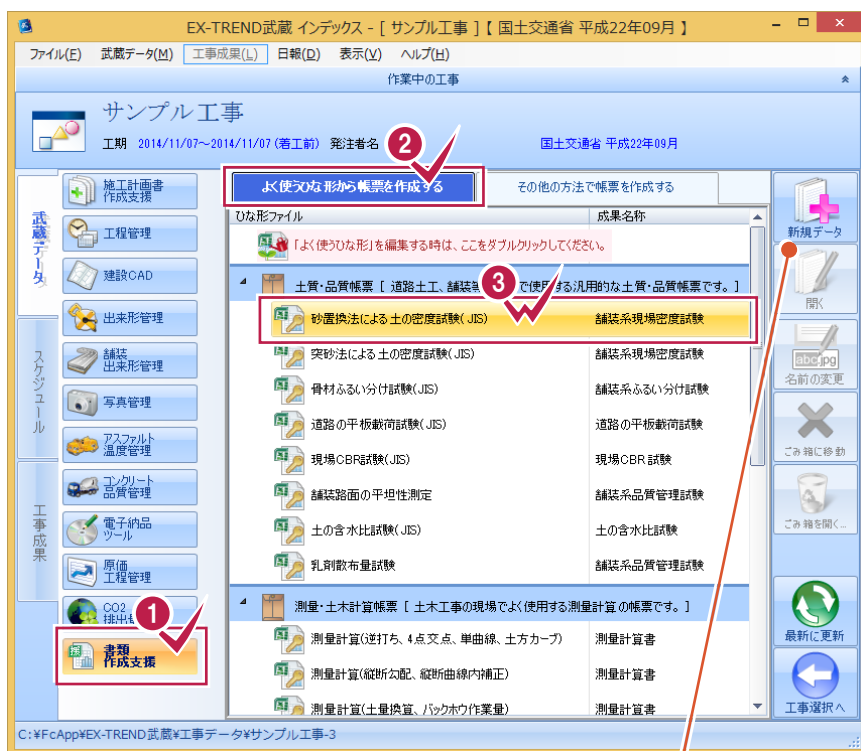 EX-TREND武蔵 インデックス - [ サンプル工事 ]【 国土交通省 平成22年09月 】
ファイル(F) 武蔵データ(M) 工事成果(L) 日報(D) 表示(V) ヘルプ(H)
作業中の工事
サンプル工事
工期 2014/11/07～2014/11/07 (着工前) 発注者名
国土交通省 平成22年09月
2
武蔵データ
スケジュール
工事成果
施工計画書
作成支援
工程管理
建設CAD
出来形管理
舗装
出来形管理
写真管理
アスファルト
温度管理
コンクリート
品質管理
電子納品
ツール
原価
工程管理
CO2
1
書類
作成支援
よく使うひな形から帳票を作成する
その他の方法で帳票を作成する
ひな形ファイル 成果名称
「よく使うひな形」を編集する時は、ここをダブルクリックしてください。
土質・品質帳票 [ 道路土工、舗装 で使用する汎用的な土質・品質帳票です。]
3
砂置換法による土の密度試験(JIS) 舗装系現場密度試験
突砂法による土の密度試験(JIS) 舗装系現場密度試験
骨材ふるい分け試験(JIS) 舗装系ふるい分け試験
道路の平板載荷試験(JIS) 道路の平板載荷試験
現場CBR試験(JIS) 現場CBR試験
舗装路面の平坦性測定 舗装系品質管理試験
土の含水比試験(JIS) 土の含水比試験
乳剤散布量試験 舗装系品質管理試験
測量・土木計算帳票 [ 土木工事の現場でよく使用する測量計算の帳票です。]
測量計算(逆打ち、4点交点、単曲線、土方カーブ) 測量計算書
測量計算(縦断勾配、縦断曲線内補正) 測量計算書
測量計算(土量換算、バックホウ作業量) 測量計算書
新規データ
開く
abc.jpg
名前の変更
ごみ箱に移動
ごみ箱を開く...
最新に更新
工事選択へ
C:¥FcApp¥EX-TREND武蔵¥工事データ¥サンプル工事-3